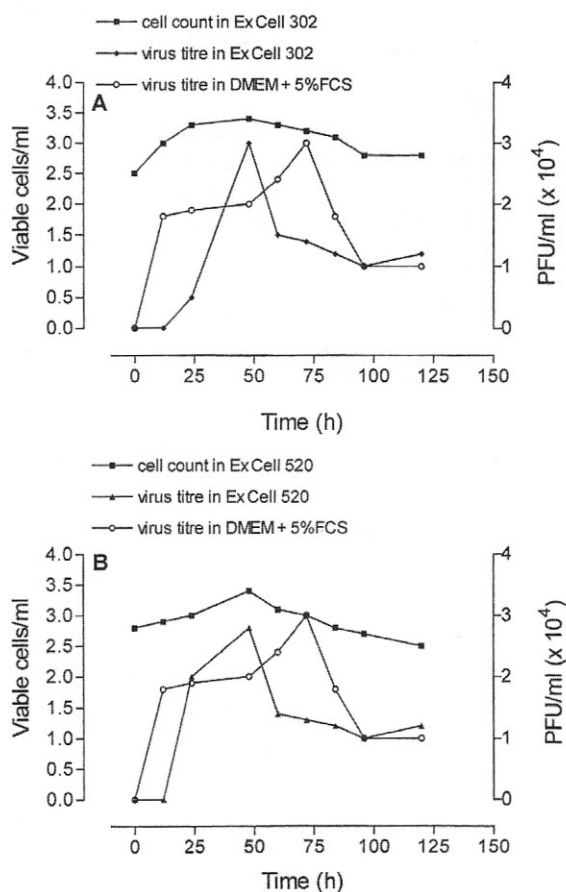 cell count in ExCell 302
virus titre in ExCell 302
virus titre in DMEM + 5%FCS
A
4.0
3.5
3.0
2.5
2.0
1.5
1.0
0.5
0.0
Viable cells/ml
4
3
2
1
0
PFU/ml (x 10⁴)
0 25 50 75 100 125 150
Time (h)
cell count in ExCell 520
virus titre in ExCell 520
virus titre in DMEM + 5%FCS
B
4.0
3.5
3.0
2.5
2.0
1.5
1.0
0.5
0.0
Viable cells/ml
4
3
2
1
0
PFU/ml (x 10⁴)
0 25 50 75 100 125 150
Time (h)